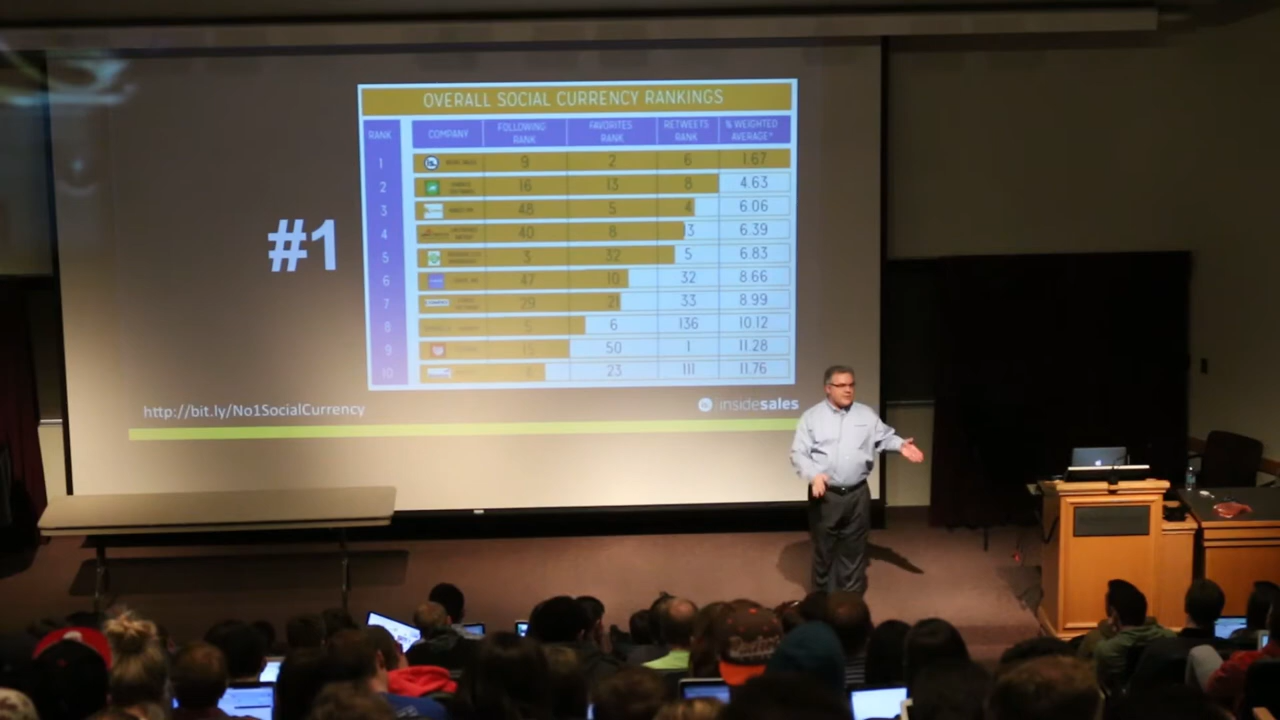 OVERALL SOCIAL CURRENCY RANKINGS
RANK COMPANY FOLLOWING RANK FAVORITES RANK RETWEETS RANK % WEIGHTED AVERAGE*
1 9 2 6 1.67
2 16 13 8 4.63
3 48 5 4 6.06
4 40 8 13 6.39
5 3 32 5 6.83
6 47 10 32 8.66
7 29 21 33 8.99
8 5 6 136 10.12
9 15 50 1 11.28
10 23 111 11.76
#1
http://bit.ly/No1SocialCurrency
is. insidesales